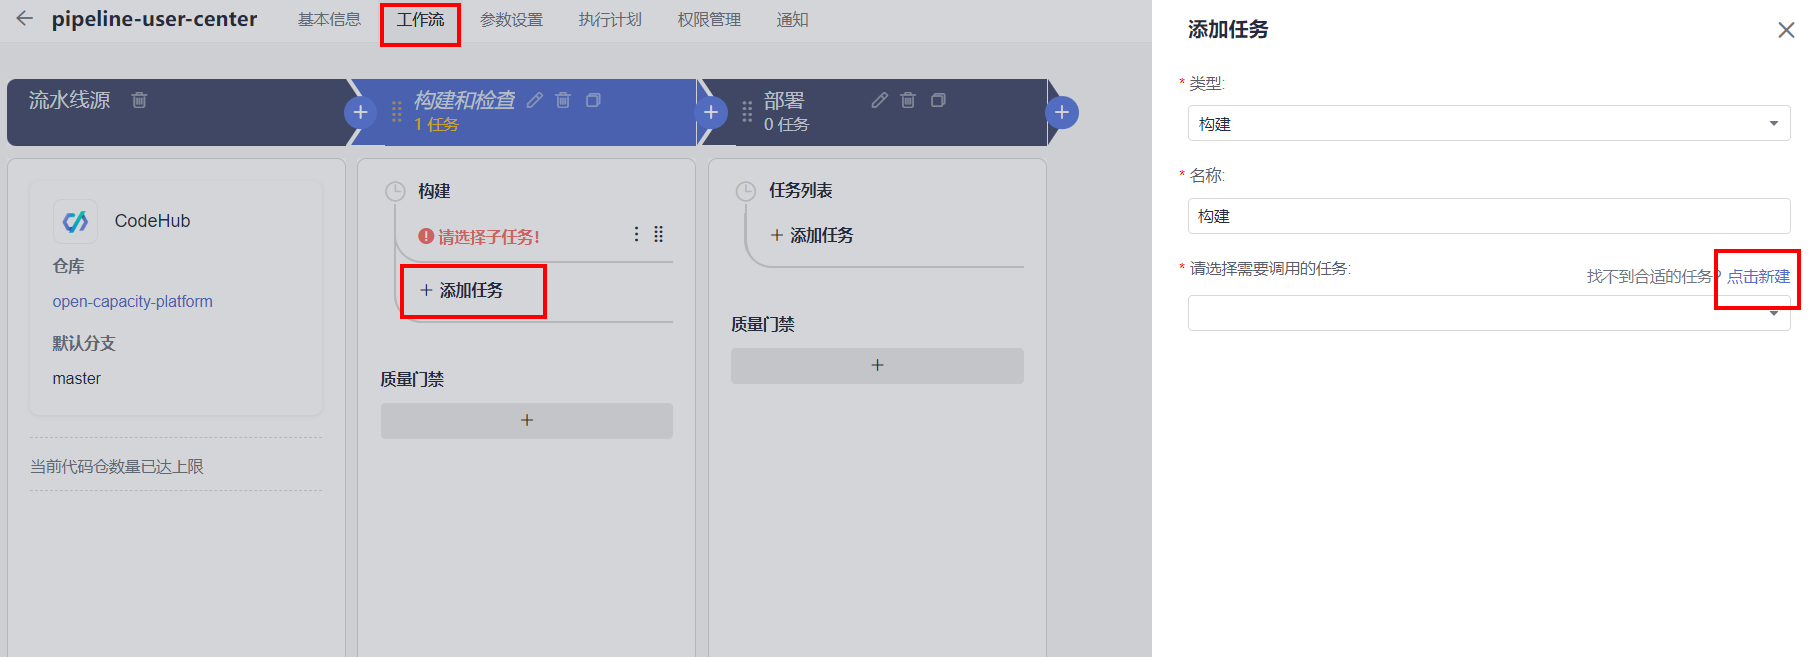 pipeline-user-center
基本信息
工作流
参数设置
执行计划
权限管理
通知
流水线源
构建和检查
1 任务
部署
0 任务
CodeHub
仓库
open-capacity-platform
默认分支
master
当前代码仓数量已达上限
构建
请选择子任务!
+ 添加任务
质量门禁
+
任务列表
+ 添加任务
质量门禁
+
添加任务
* 类型:
构建
* 名称:
构建
* 请选择需要调用的任务:
找不到合适的任务? 点击新建